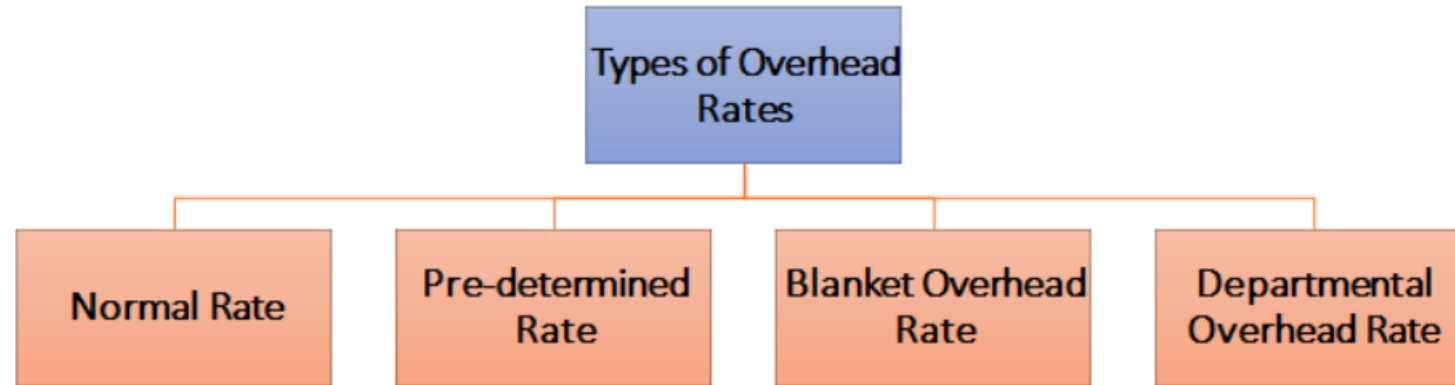 Types of Overhead
Rates
Normal Rate
Pre-determined
Rate
Blanket Overhead
Rate
Departmental
Overhead Rate